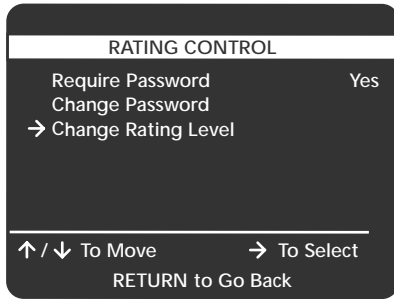 RATING CONTROL
Require Password Yes
Change Password
→ Change Rating Level
↑ / ↓ To Move → To Select
RETURN to Go Back